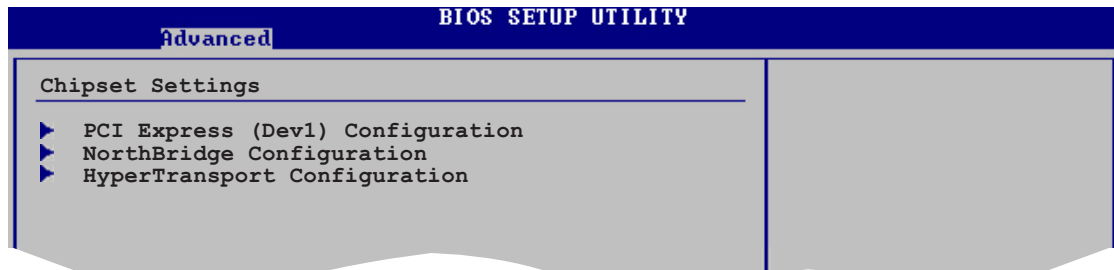 BIOS SETUP UTILITY
Advanced
Chipset Settings
PCI Express (Dev1) Configuration
NorthBridge Configuration
HyperTransport Configuration